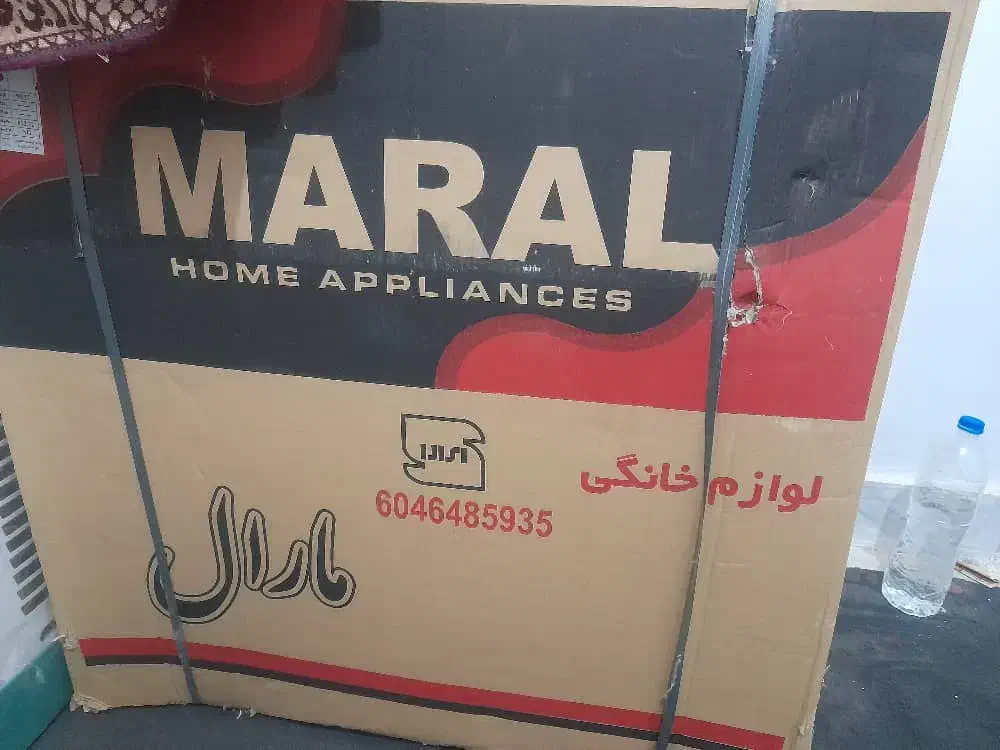 MARAL
HOME APPLIANCES
ایران
6046485935
لوازم خانگی
مارال